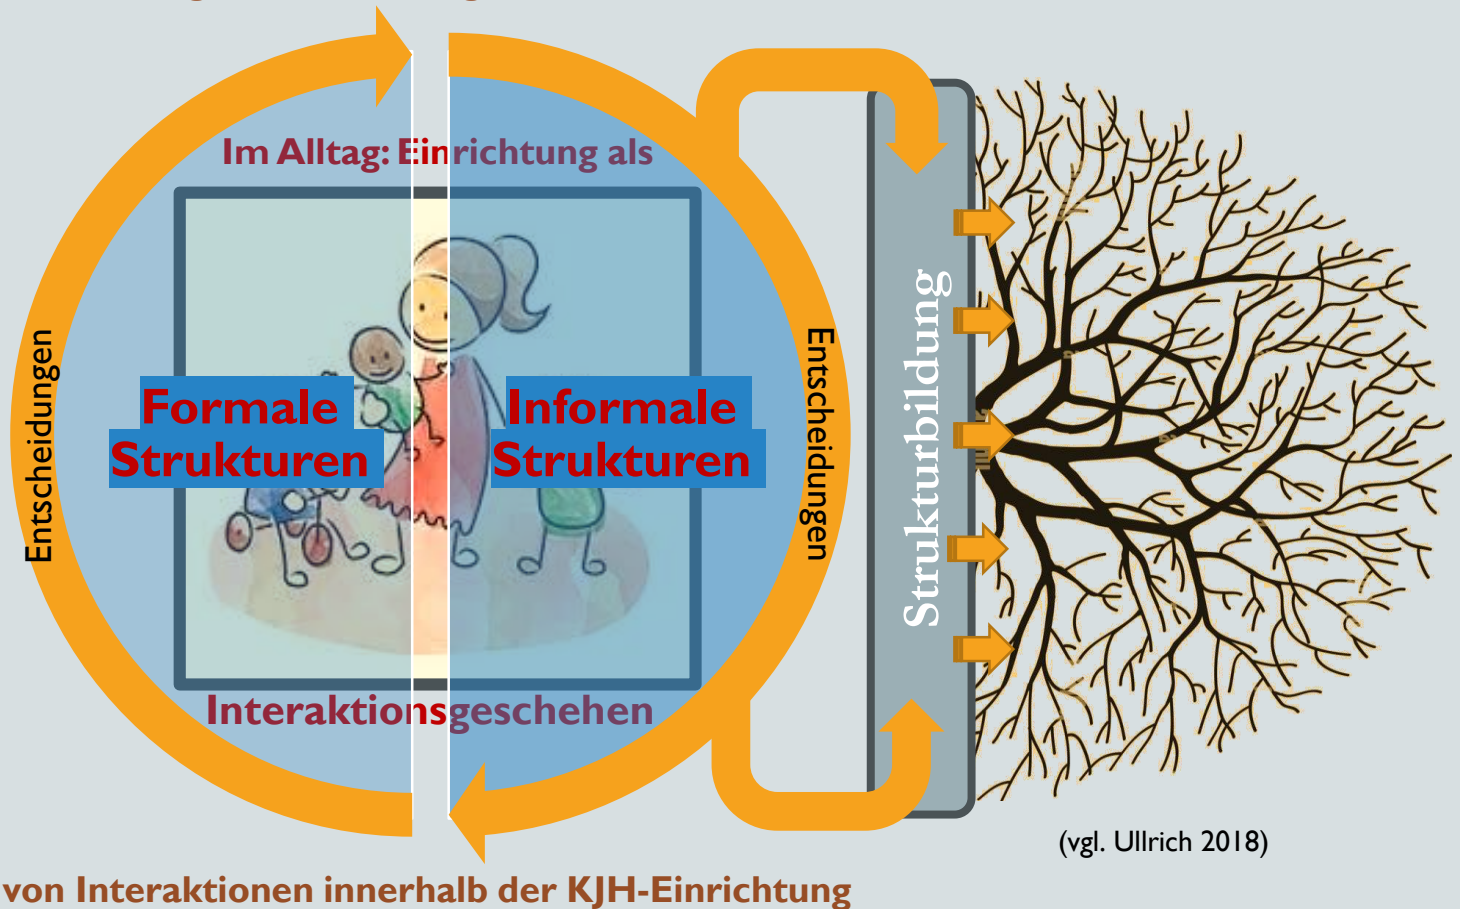 Im Alltag: Einrichtung als
Entscheidungen
Formale
Strukturen
Informale
Strukturen
Entscheidungen
Strukturbildung
Interaktionsgeschehen
(vgl. Ullrich 2018)
von Interaktionen innerhalb der KJH-Einrichtung